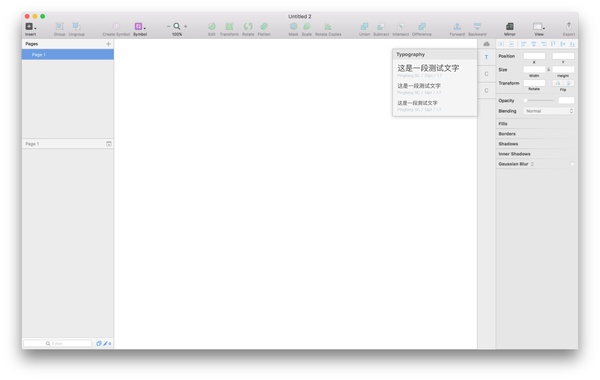 Untitled 2
Insert
Group
Ungroup
Create Symbol
Symbol
100%
Edit
Transform
Rotate
Flatten
Mask
Scale
Rotate Copies
Union
Subtract
Intersect
Difference
Forward
Backward
Mirror
View
Export
Pages
Page 1
Page 1
Filter
Typography
这是一段测试文字
这是一段测试文字
这是一段测试文字
T
C
C
Position
X
Y
Size
Width
Height
Transform
Rotate
Flip
Opacity
Blending
Normal
Fills
Borders
Shadows
Inner Shadows
Gaussian Blur